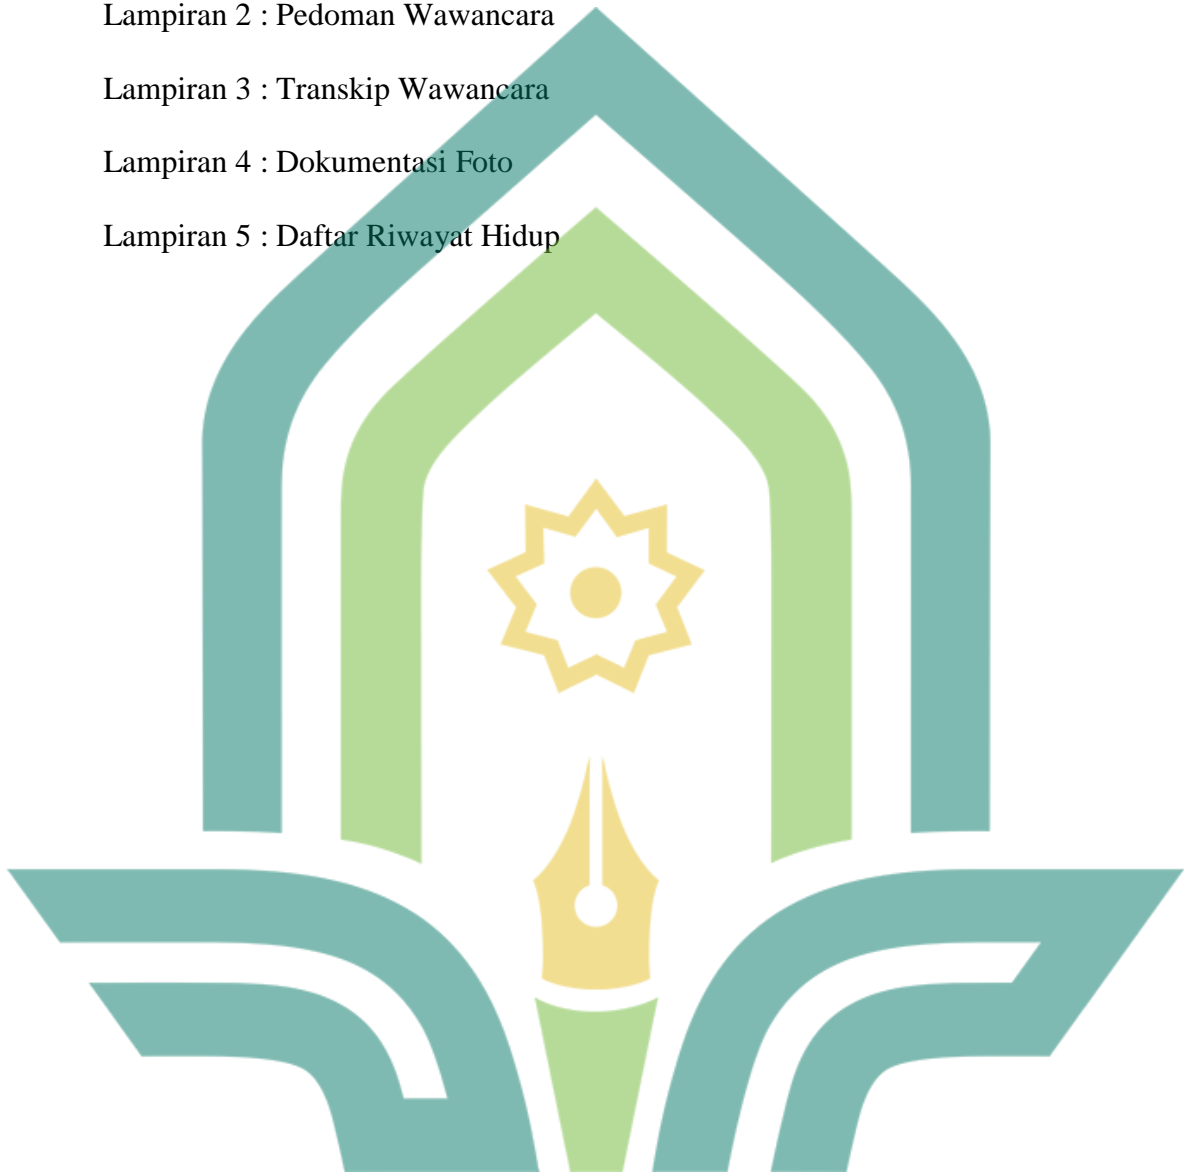 Lampiran 2 : Pedoman Wawancara
Lampiran 3 : Transkip Wawancara
Lampiran 4 : Dokumentasi Foto
Lampiran 5 : Daftar Riwayat Hidup